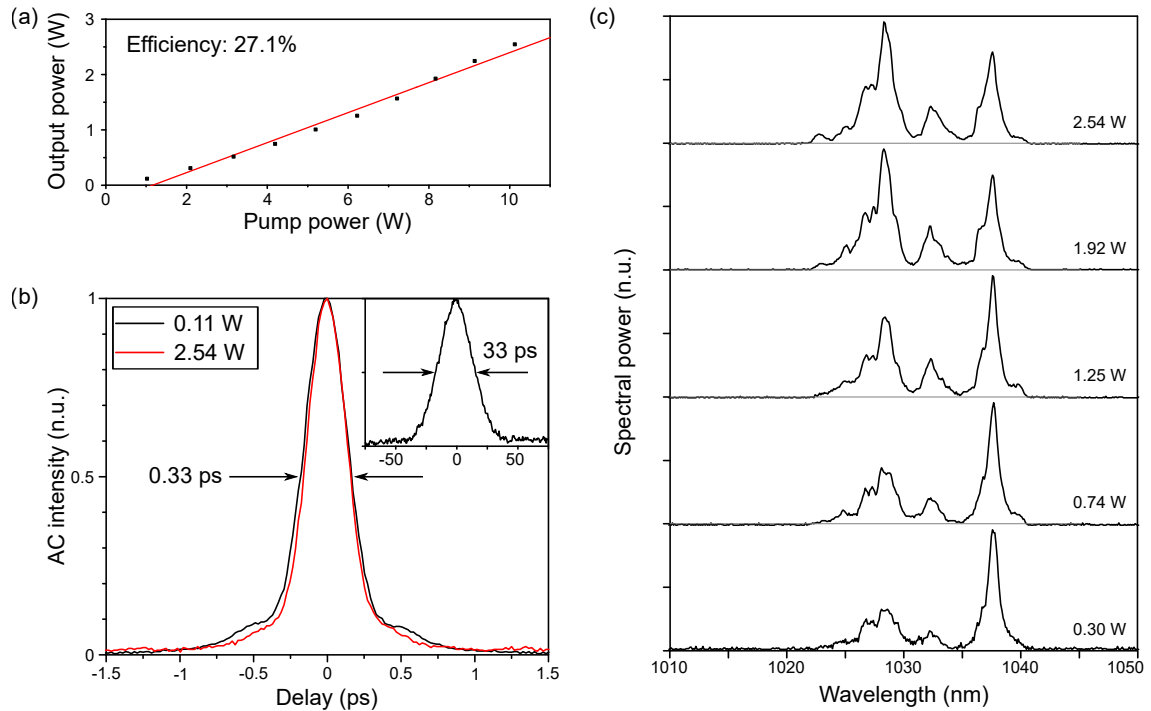 (a)
Output power (W)
3
2
1
0
Efficiency: 27.1%
2
4
6
8
10
Pump power (W)
(b)
AC intensity (n.u.)
1
0.5
0
0.11 W
2.54 W
0.33 ps
33 ps
-50
0
50
-1.5
-1
-0.5
0
0.5
1
1.5
Delay (ps)
(c)
Spectral power (n.u.)
2.54 W
1.92 W
1.25 W
0.74 W
0.30 W
1010
1020
1030
1040
1050
Wavelength (nm)